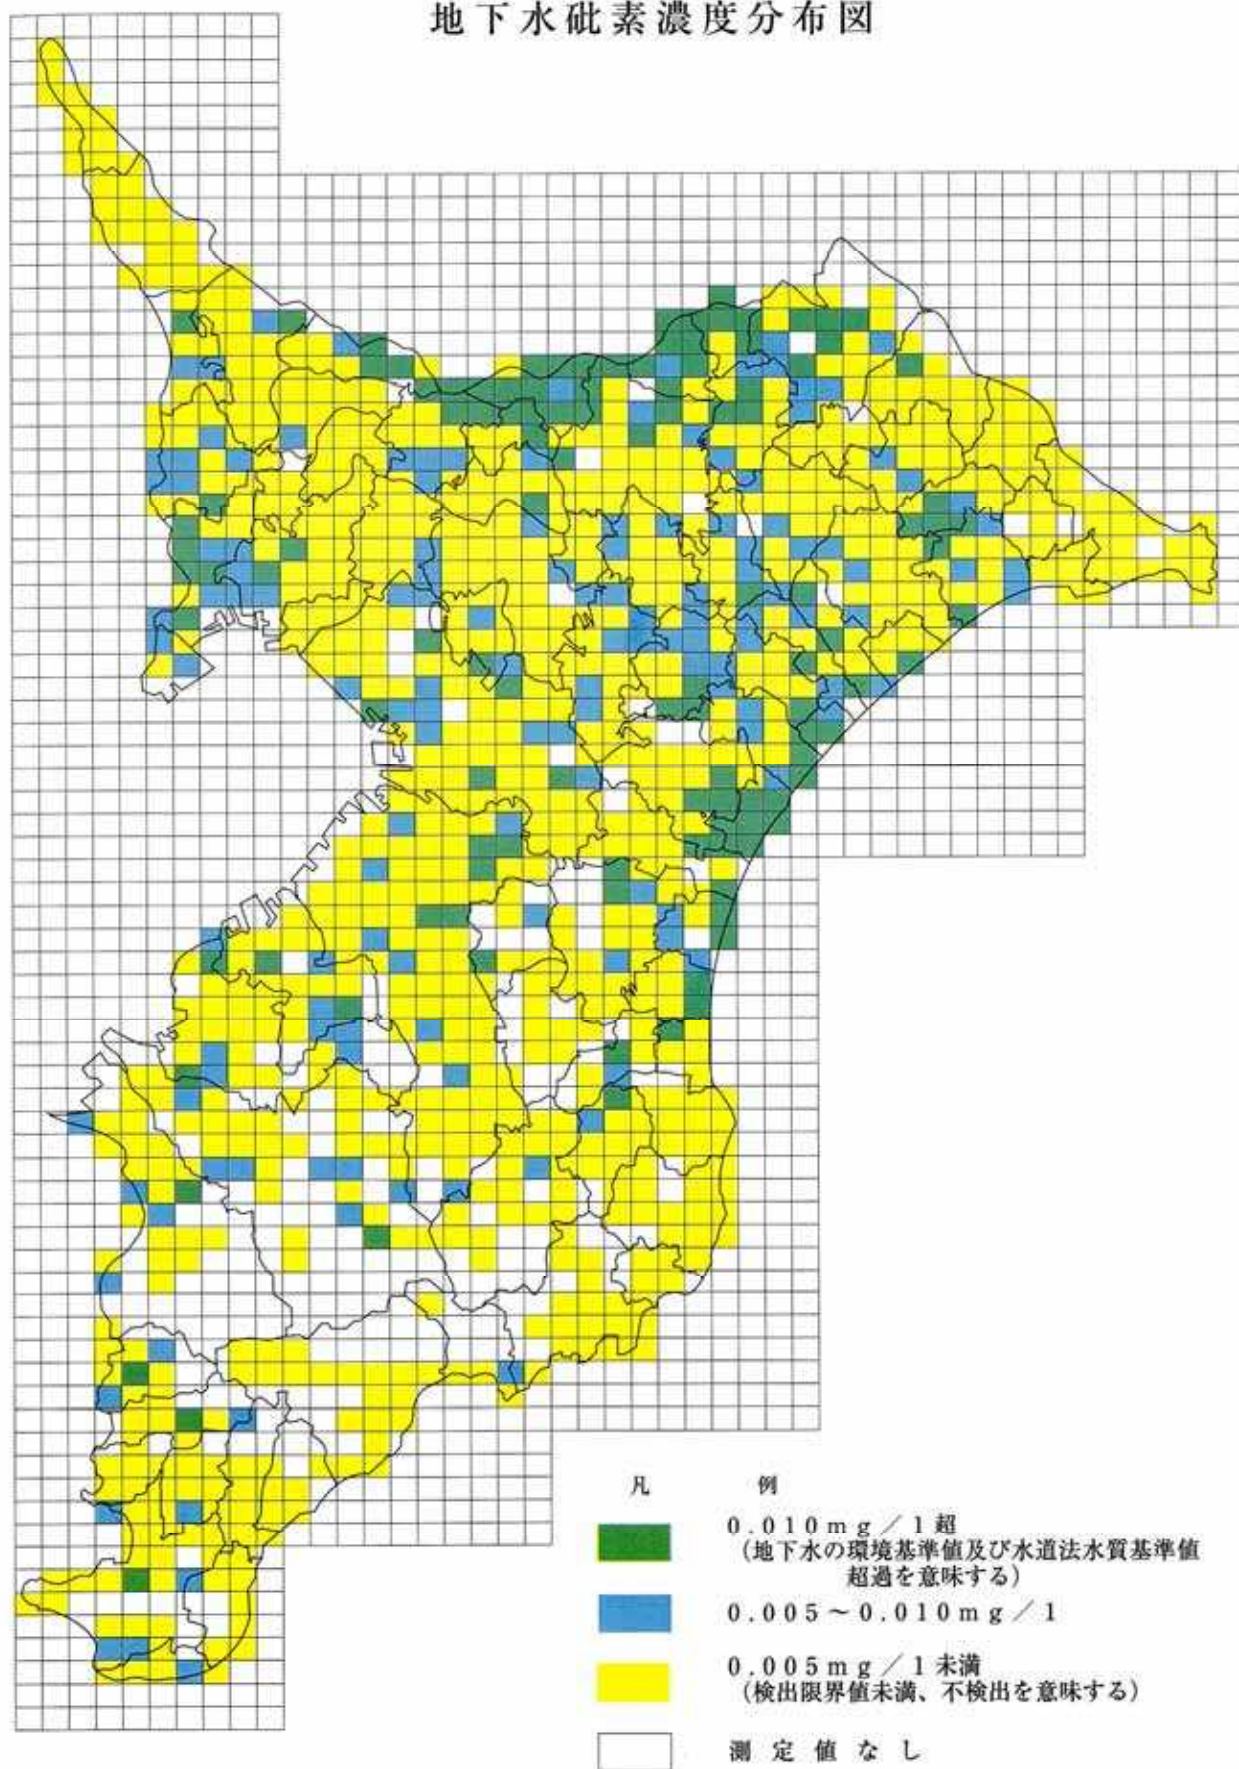 地下水砒素濃度分布図
凡 例
0.010mg/l超
(地下水の環境基準値及び水道法水質基準値
超過を意味する)
0.005~0.010mg/l
0.005mg/l未満
(検出限界値未満、不検出を意味する)
測定値なし